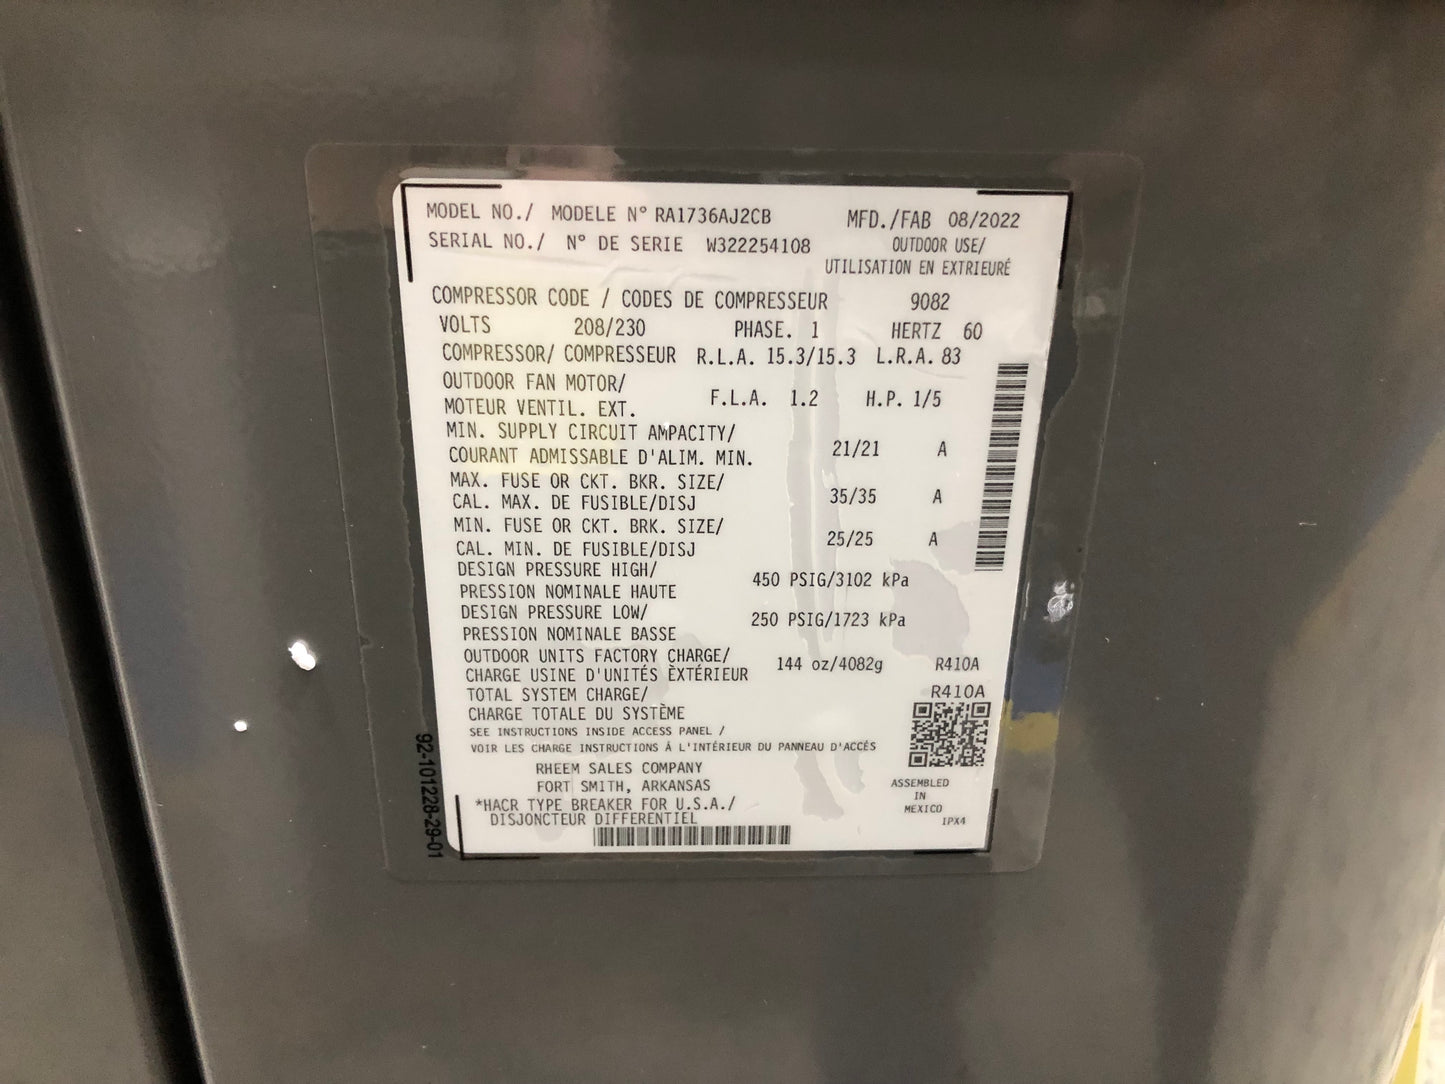 MODEL NO./ MODELE N° RA1736AJ2CB MFD./FAB 08/2022
SERIAL NO./ N° DE SERIE W322254108 OUTDOOR USE/
UTILISATION EN EXTRIEURÉ
COMPRESSOR CODE / CODES DE COMPRESSEUR 9082
VOLTS 208/230 PHASE. 1 HERTZ 60
COMPRESSOR/ COMPRESSEUR R.L.A. 15.3/15.3 L.R.A. 83
OUTDOOR FAN MOTOR/
MOTEUR VENTIL. EXT. F.L.A. 1.2 H.P. 1/5
MIN. SUPPLY CIRCUIT AMPACITY/
COURANT ADMISSABLE D'ALIM. MIN. 21/21 A
MAX. FUSE OR CKT. BKR. SIZE/
CAL. MAX. DE FUSIBLE/DISJ 35/35 A
MIN. FUSE OR CKT. BRK. SIZE/
CAL. MIN. DE FUSIBLE/DISJ 25/25 A
DESIGN PRESSURE HIGH/
PRESSION NOMINALE HAUTE 450 PSIG/3102 kPa
DESIGN PRESSURE LOW/
PRESSION NOMINALE BASSE 250 PSIG/1723 kPa
OUTDOOR UNITS FACTORY CHARGE/
CHARGE USINE D'UNITÉS ÈXTÉRIEUR 144 oz/4082g R410A
TOTAL SYSTEM CHARGE/ R410A
CHARGE TOTALE DU SYSTÈME
SEE INSTRUCTIONS INSIDE ACCESS PANEL /
VOIR LES CHARGE INSTRUCTIONS À L'INTÉRIEUR DU PANNEAU D'ACCÉS
RHEEM SALES COMPANY
FORT SMITH, ARKANSAS
*HACR TYPE BREAKER FOR U.S.A./
DISJONCTEUR DIFFERENTIEL
ASSEMBLED
IN
MEXICO
IPX4
92-101228-29-01